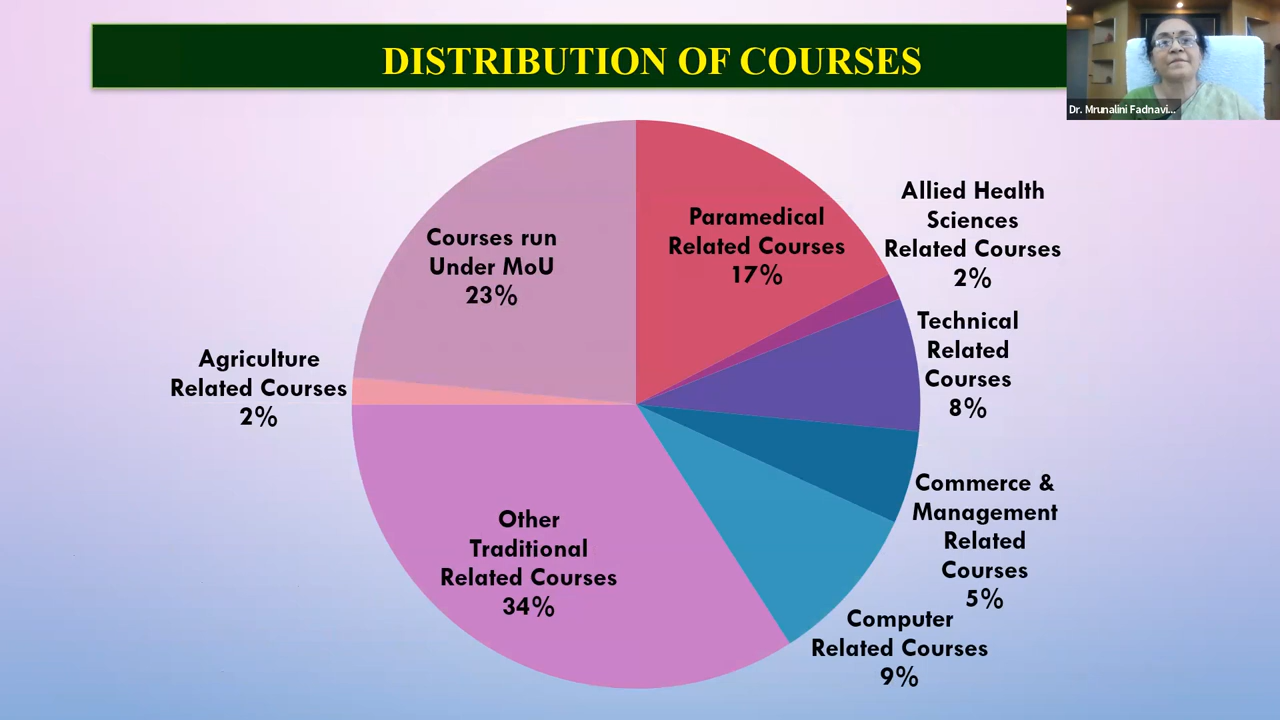 DISTRIBUTION OF COURSES
Dr. Mrunalini Fadnavi...
Paramedical
Related Courses
17%
Allied Health
Sciences
Related Courses
2%
Technical
Related
Courses
8%
Commerce &
Management
Related
Courses
5%
Computer
Related Courses
9%
Other
Traditional
Related Courses
34%
Agriculture
Related Courses
2%
Courses run
Under MoU
23%